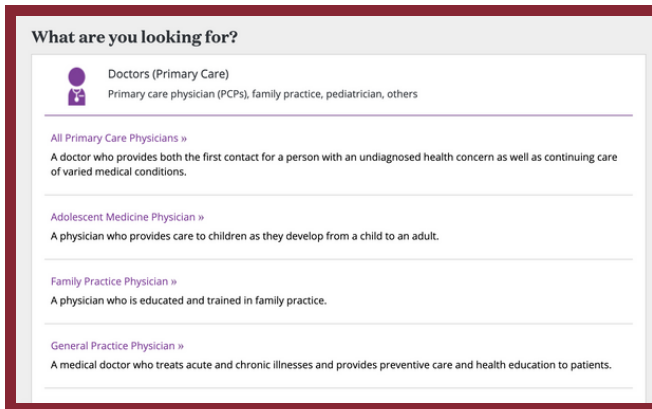 What are you looking for?
Doctors (Primary Care)
Primary care physician (PCPs), family practice, pediatrician, others
All Primary Care Physicians »
A doctor who provides both the first contact for a person with an undiagnosed health concern as well as continuing care
of varied medical conditions.
Adolescent Medicine Physician »
A physician who provides care to children as they develop from a child to an adult.
Family Practice Physician »
A physician who is educated and trained in family practice.
General Practice Physician »
A medical doctor who treats acute and chronic illnesses and provides preventive care and health education to patients.